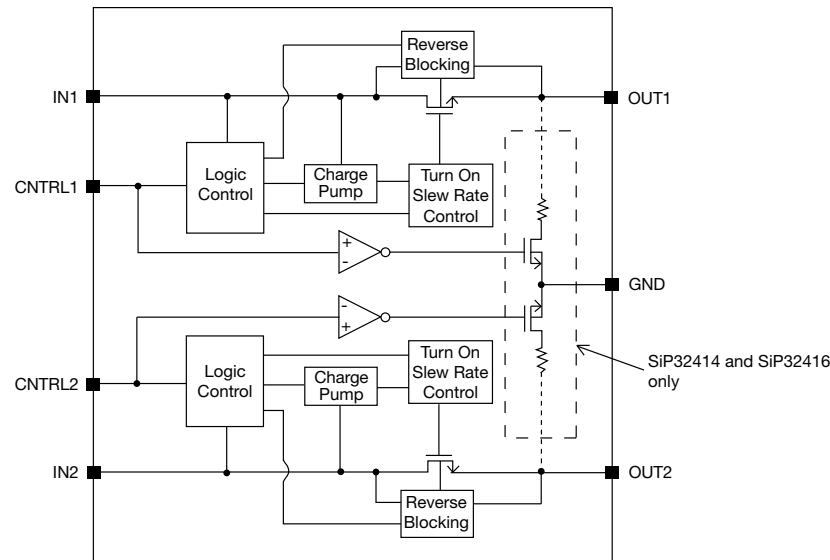 Reverse
Blocking
IN1
OUT1
Logic
Control
Charge
Pump
Turn On
Slew Rate
Control
CNTRL1
+
-
GND
-
+
SiP32414 and SiP32416
only
Logic
Control
Turn On
Slew Rate
Control
Charge
Pump
CNTRL2
IN2
OUT2
Reverse
Blocking